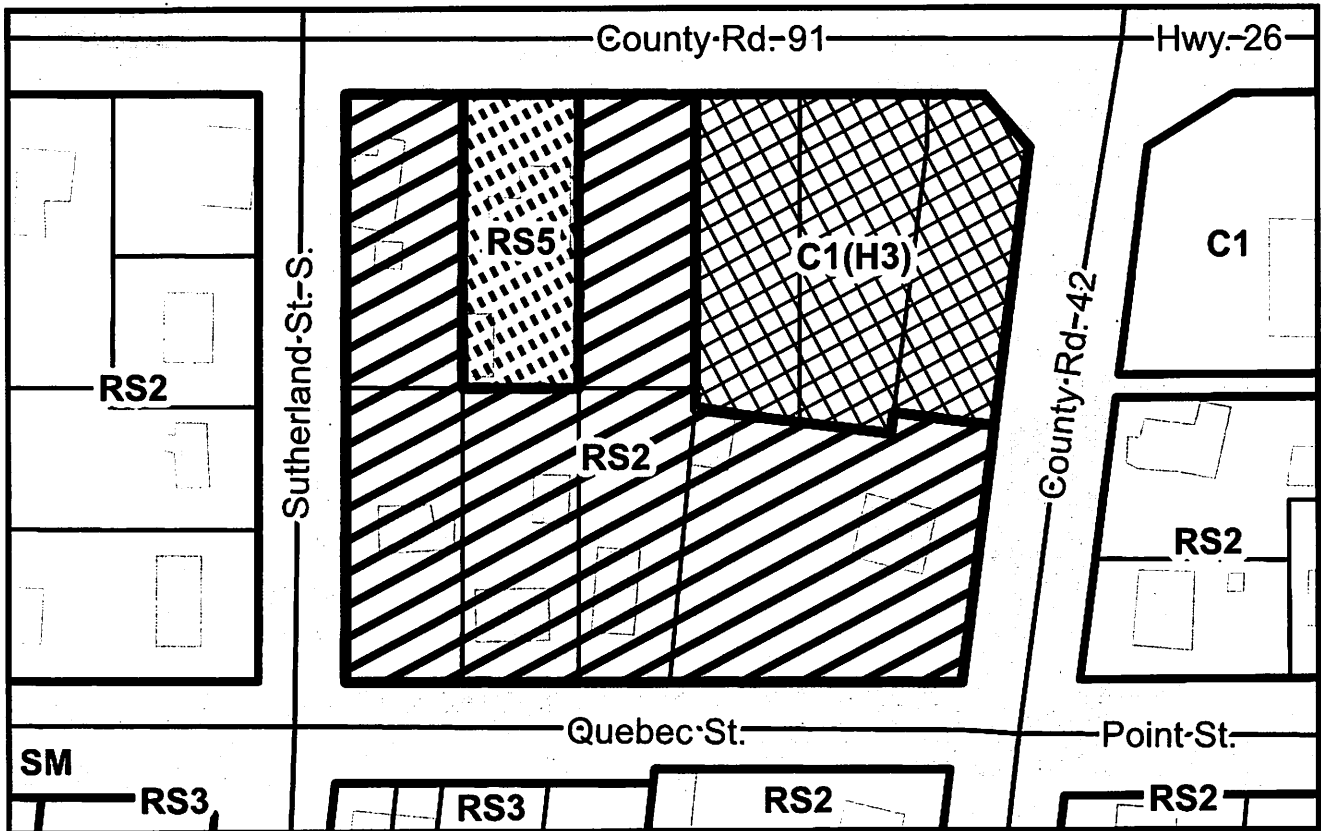 County Rd. 91
Hwy. 26
RS5
C1(H3)
C1
Sutherland St. S.
County Rd. 42
RS2
RS2
RS2
Quebec St.
Point St.
SM
RS3
RS3
RS2
RS2